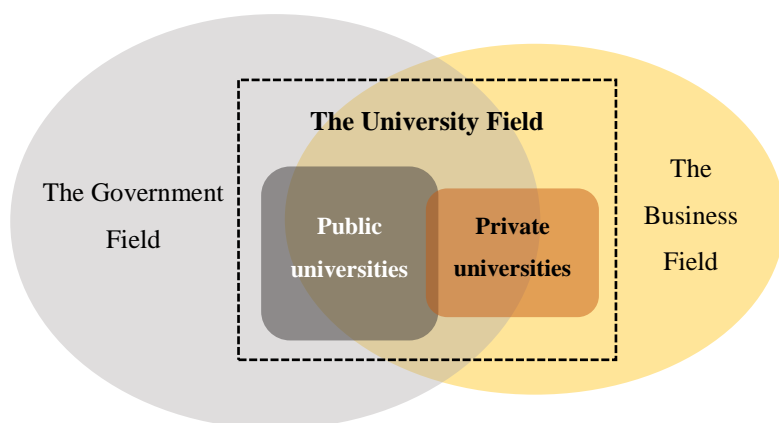 The University Field
The Government
Field
Public
universities
Private
universities
The
Business
Field